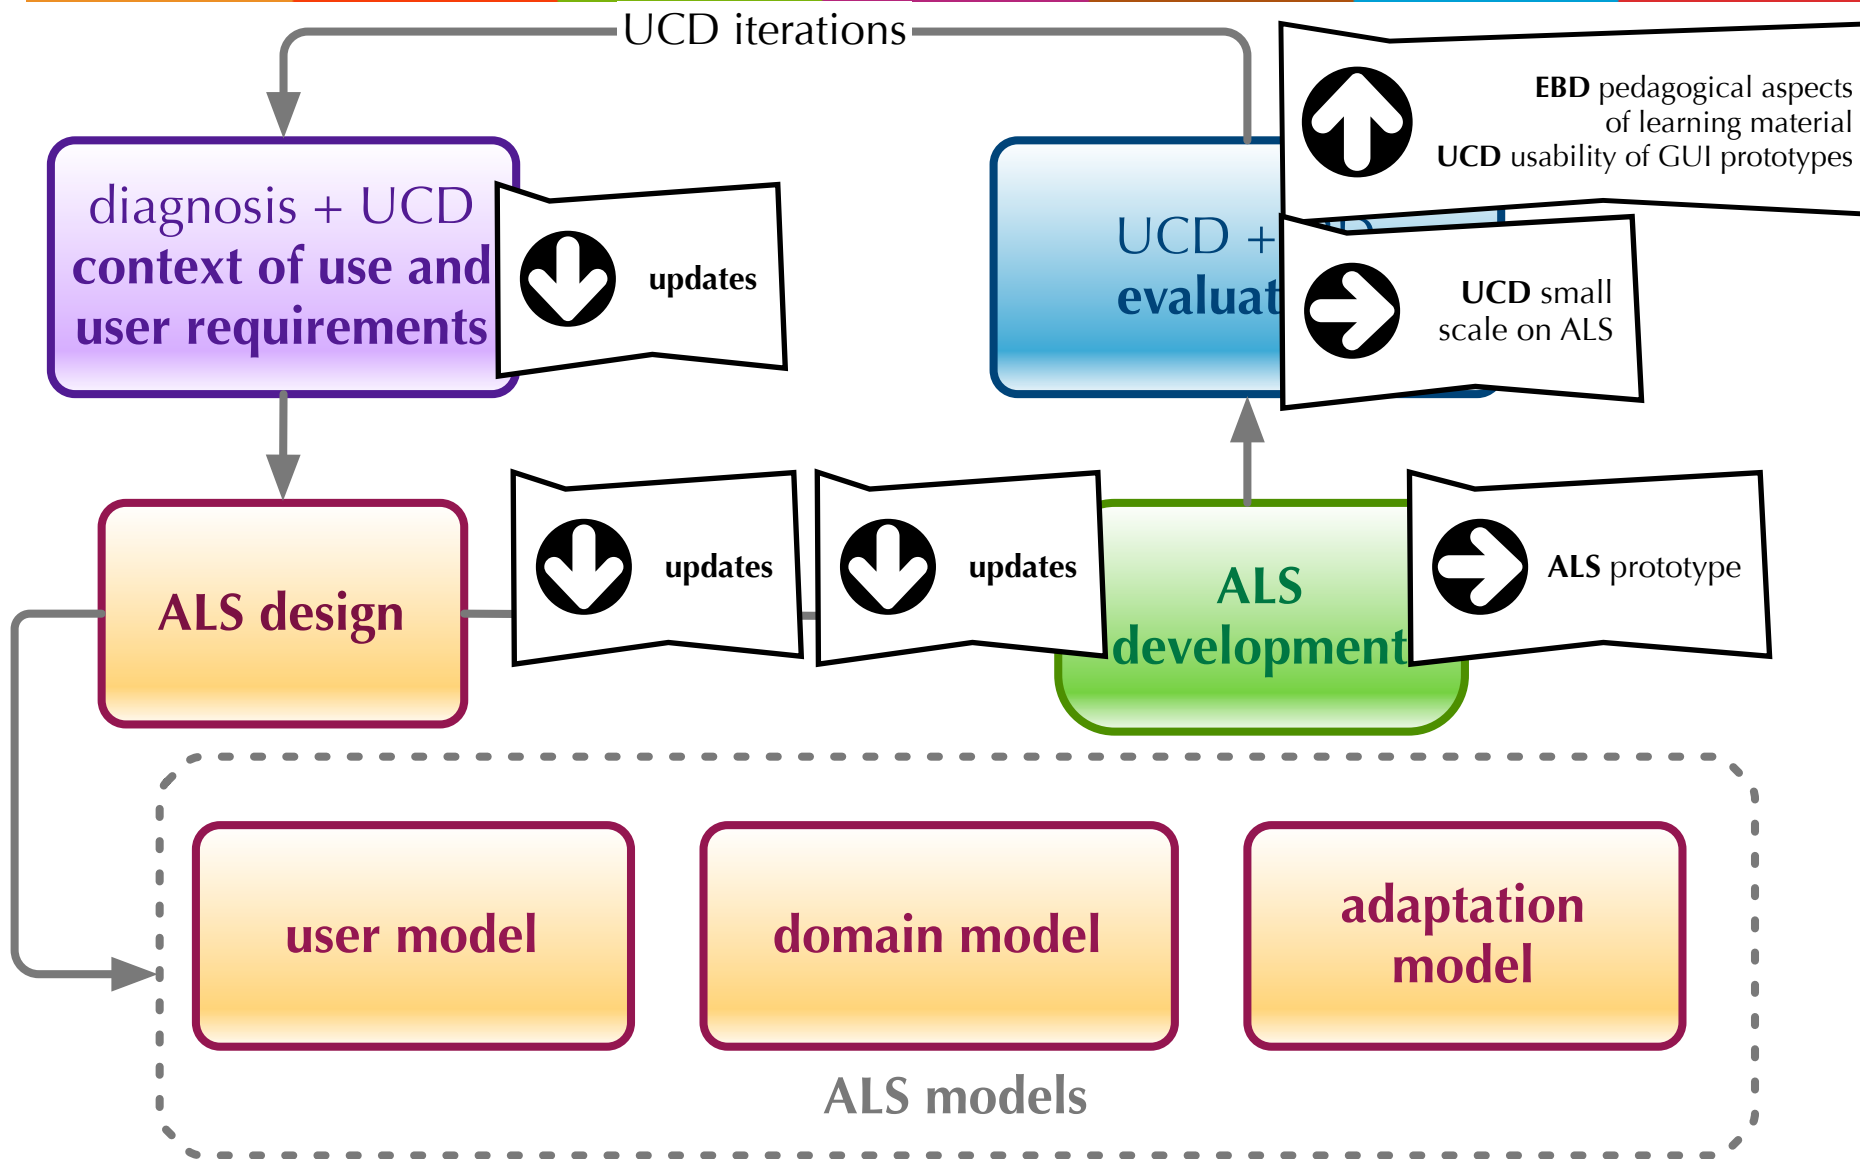 UCD iterations
EBD pedagogical aspects
of learning material
UCD usability of GUI prototypes
diagnosis + UCD
context of use and
user requirements
updates
UCD +
UCD small
scale on ALS
ALS design
updates
updates
ALS
development
ALS prototype
user model
domain model
adaptation
model
ALS models